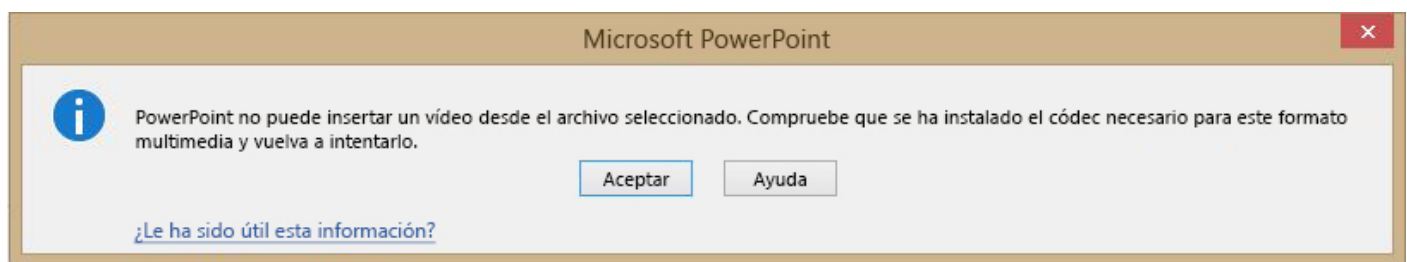 Microsoft PowerPoint
PowerPoint no puede insertar un vídeo desde el archivo seleccionado. Compruebe que se ha instalado el códec necesario para este formato
multimedia y vuelva a intentarlo.
Aceptar Ayuda
¿Le ha sido útil esta información?